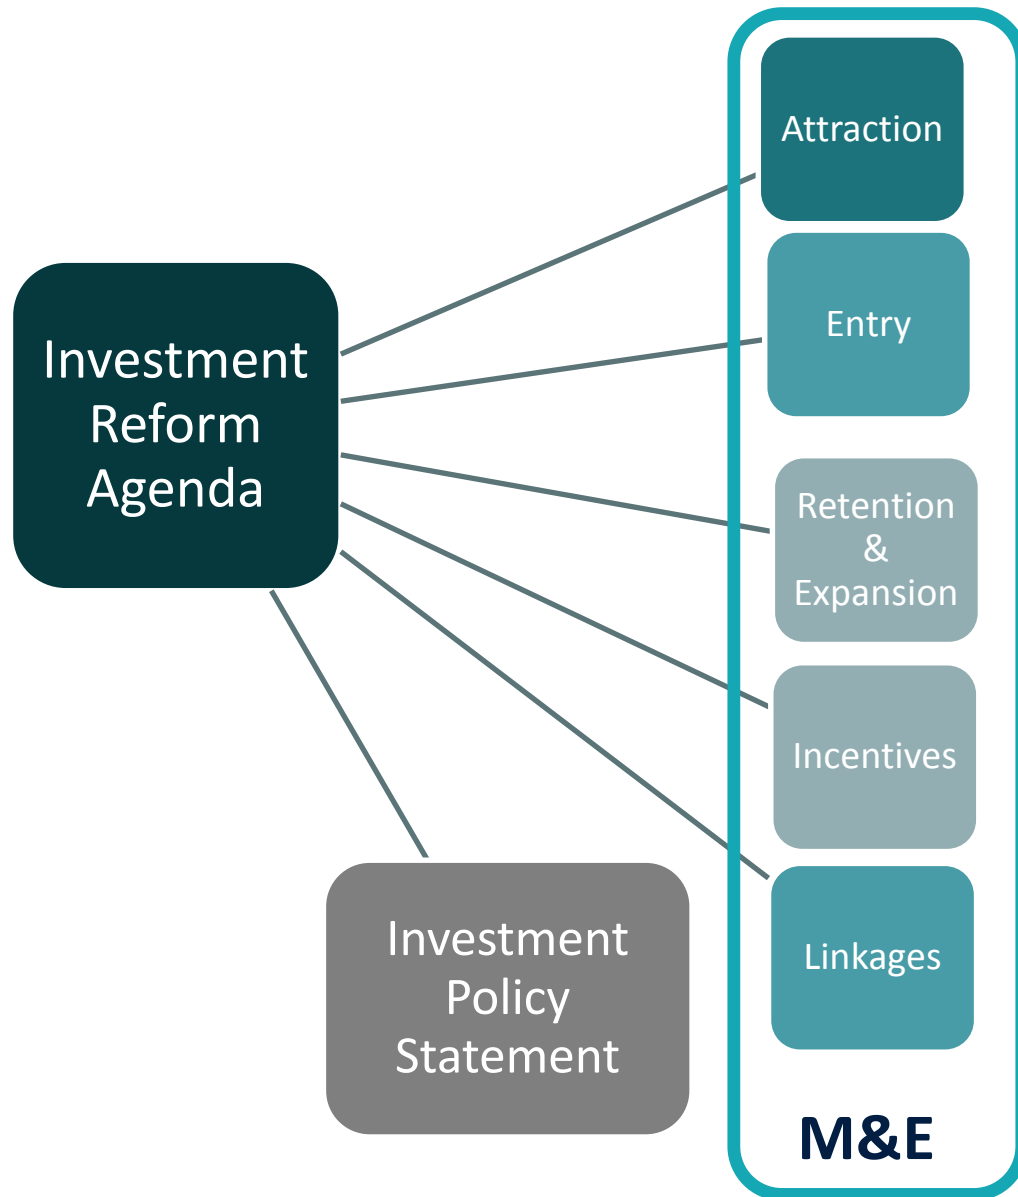 Investment
Reform
Agenda
Attraction
Entry
Retention
&
Expansion
Incentives
Linkages
Investment
Policy
Statement
M&E